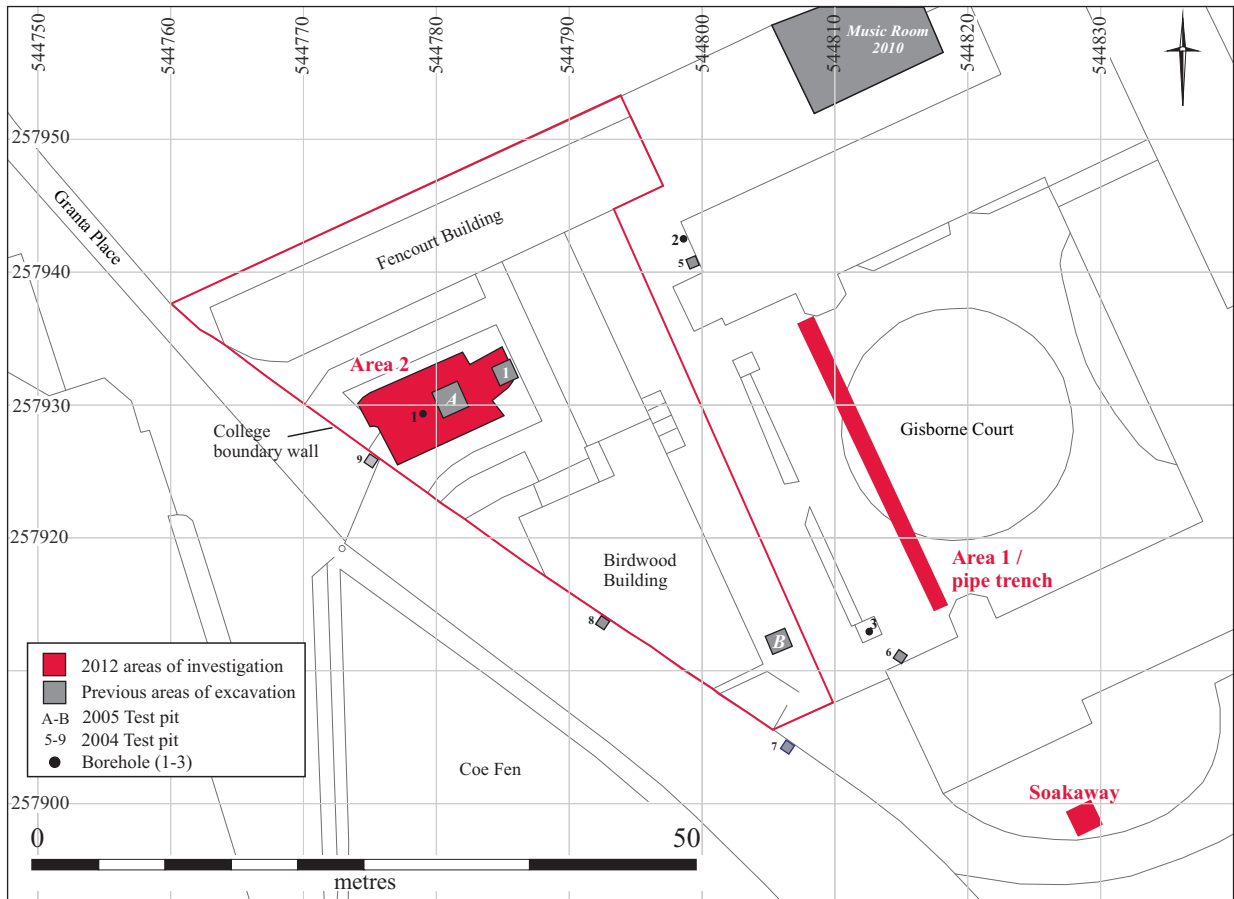 544750
544760
544770
544780
544790
544800
544810
544820
544830
Music Room
2010
257950
Granta Place
Fencourt Building
2
5
257940
Area 2
1
A
1
257930
College
boundary wall
9
Gisborne Court
257920
Birdwood
Building
Area 1 /
pipe trench
8
B
3
6
2012 areas of investigation
Previous areas of excavation
A-B 2005 Test pit
5-9 2004 Test pit
Borehole (1-3)
7
Coe Fen
Soakaway
257900
0 50
metres